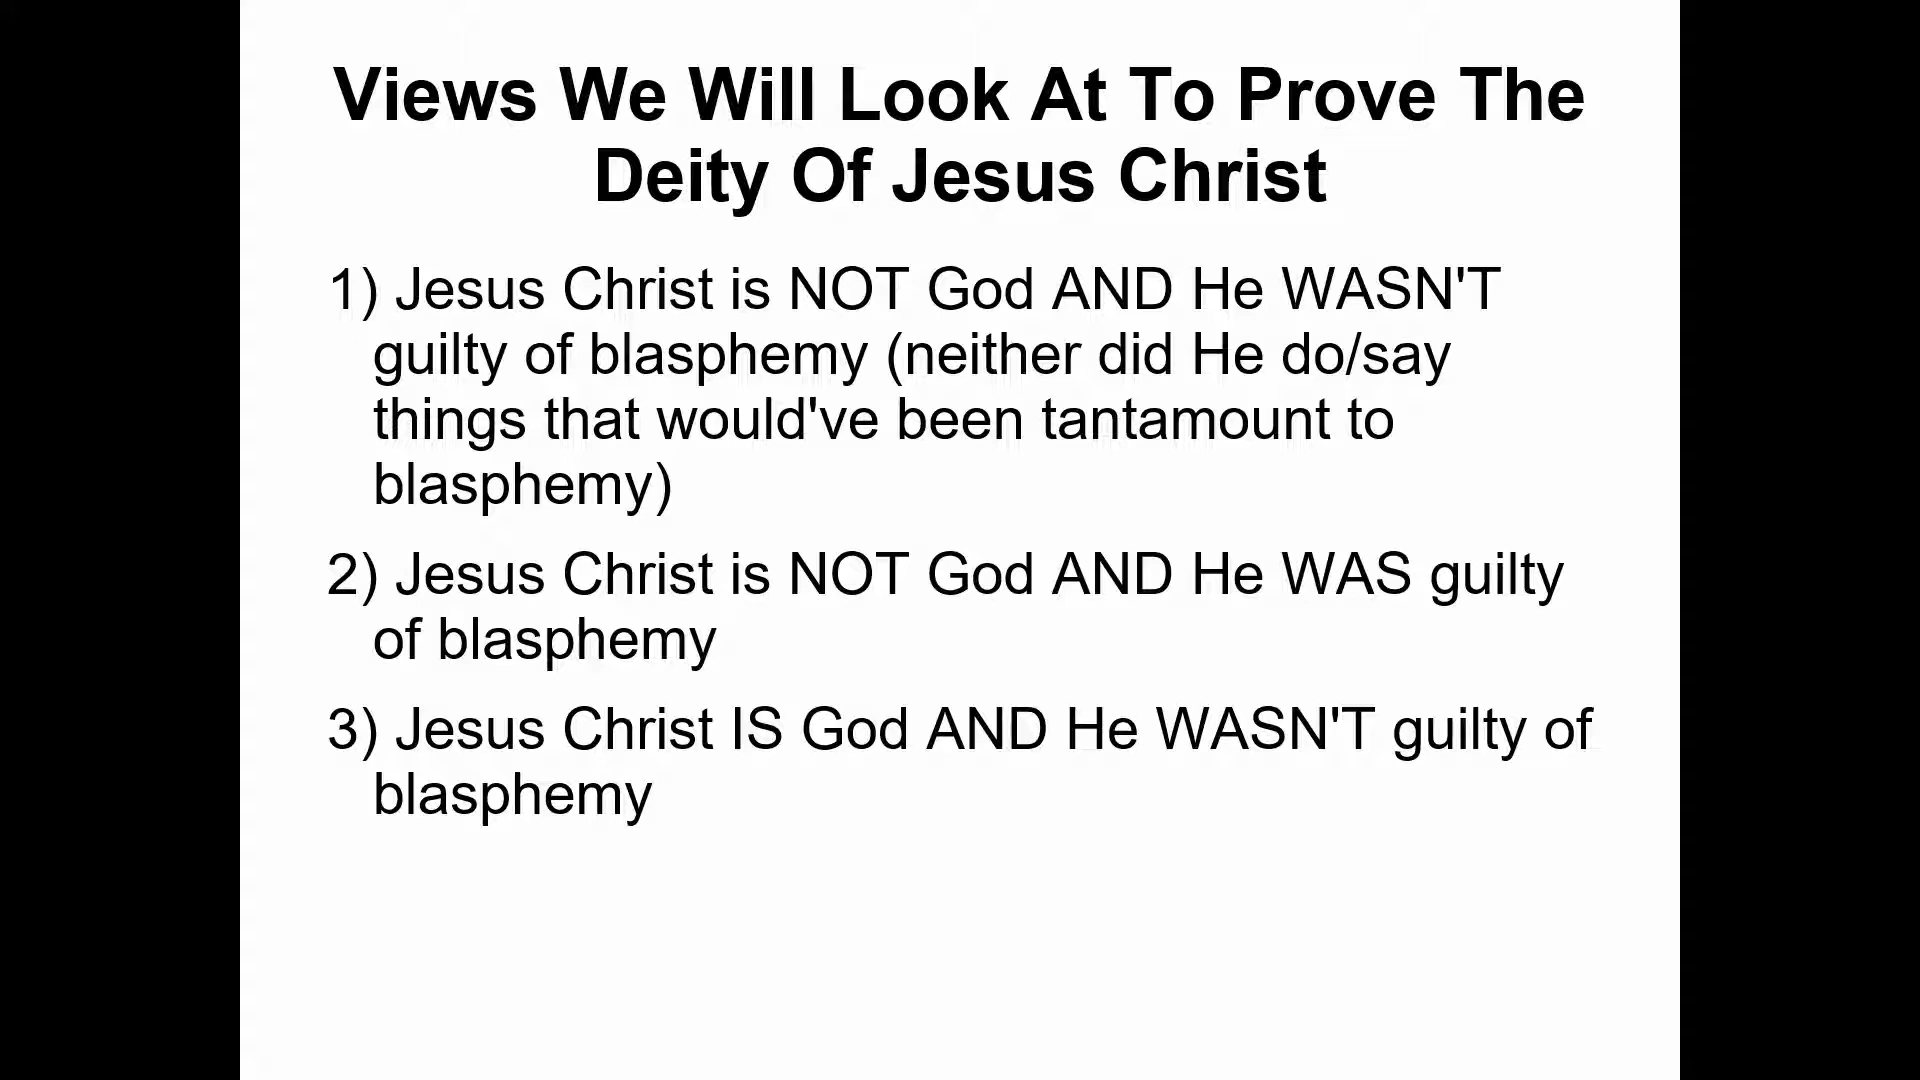 Views We Will Look At To Prove The
Deity Of Jesus Christ
1) Jesus Christ is NOT God AND He WASN'T
guilty of blasphemy (neither did He do/say
things that would've been tantamount to
blasphemy)
2) Jesus Christ is NOT God AND He WAS guilty
of blasphemy
3) Jesus Christ IS God AND He WASN'T guilty of
blasphemy